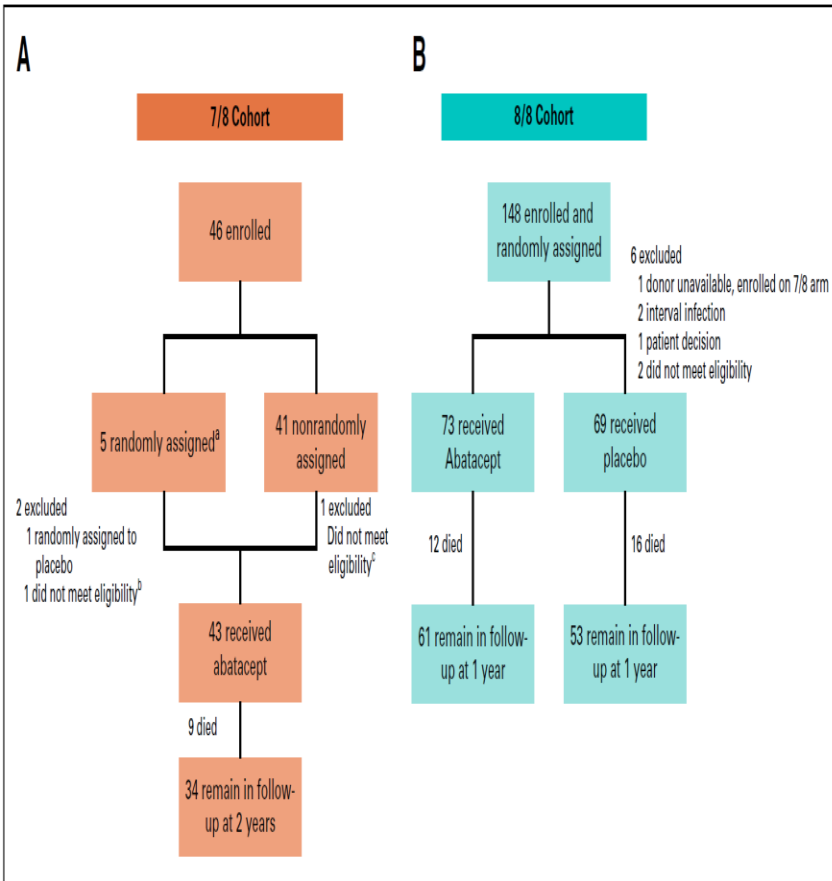 A
7/8 Cohort
46 enrolled
5 randomly assignedª
41 nonrandomly
assigned
2 excluded
1 randomly assigned to
placebo
1 did not meet eligibilityᵇ
1 excluded
Did not meet
eligibilityᶜ
43 received
abatacept
9 died
34 remain in follow-
up at 2 years
B
8/8 Cohort
148 enrolled and
randomly assigned
6 excluded
1 donor unavailable, enrolled on 7/8 arm
2 interval infection
1 patient decision
2 did not meet eligibility
73 received
Abatacept
69 received
placebo
12 died
16 died
61 remain in follow-
up at 1 year
53 remain in follow-
up at 1 year